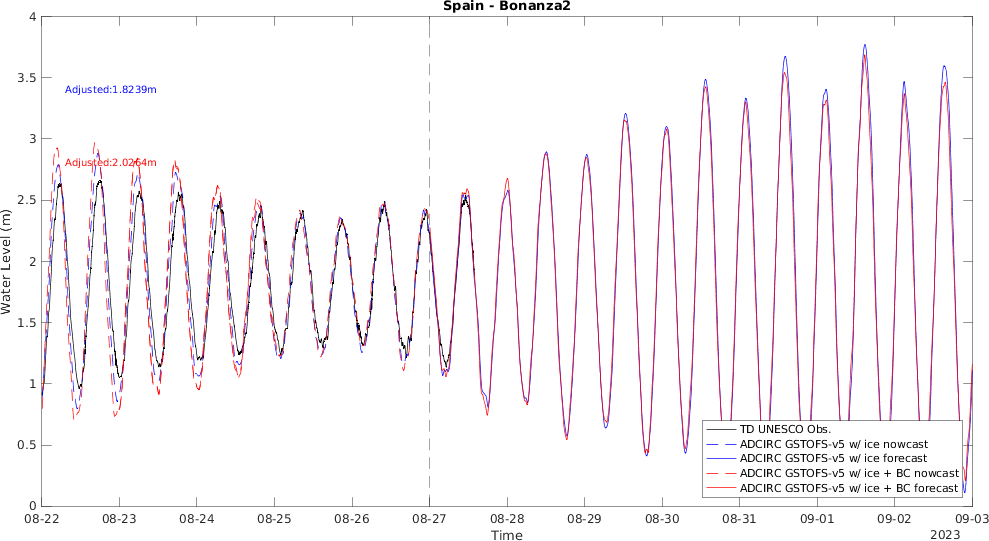 Spain - Bonanza2
4
3.5
3
2.5
2
1.5
1
0.5
0
Water Level (m)
Adjusted:1.8239m
Adjusted:2.0264m
TD UNESCO Obs.
ADCIRC GSTOFS-v5 w/ ice nowcast
ADCIRC GSTOFS-v5 w/ ice forecast
ADCIRC GSTOFS-v5 w/ ice + BC nowcast
ADCIRC GSTOFS-v5 w/ ice + BC forecast
08-22 08-23 08-24 08-25 08-26 08-27 08-28 08-29 08-30 08-31 09-01 09-02 09-03
Time
2023